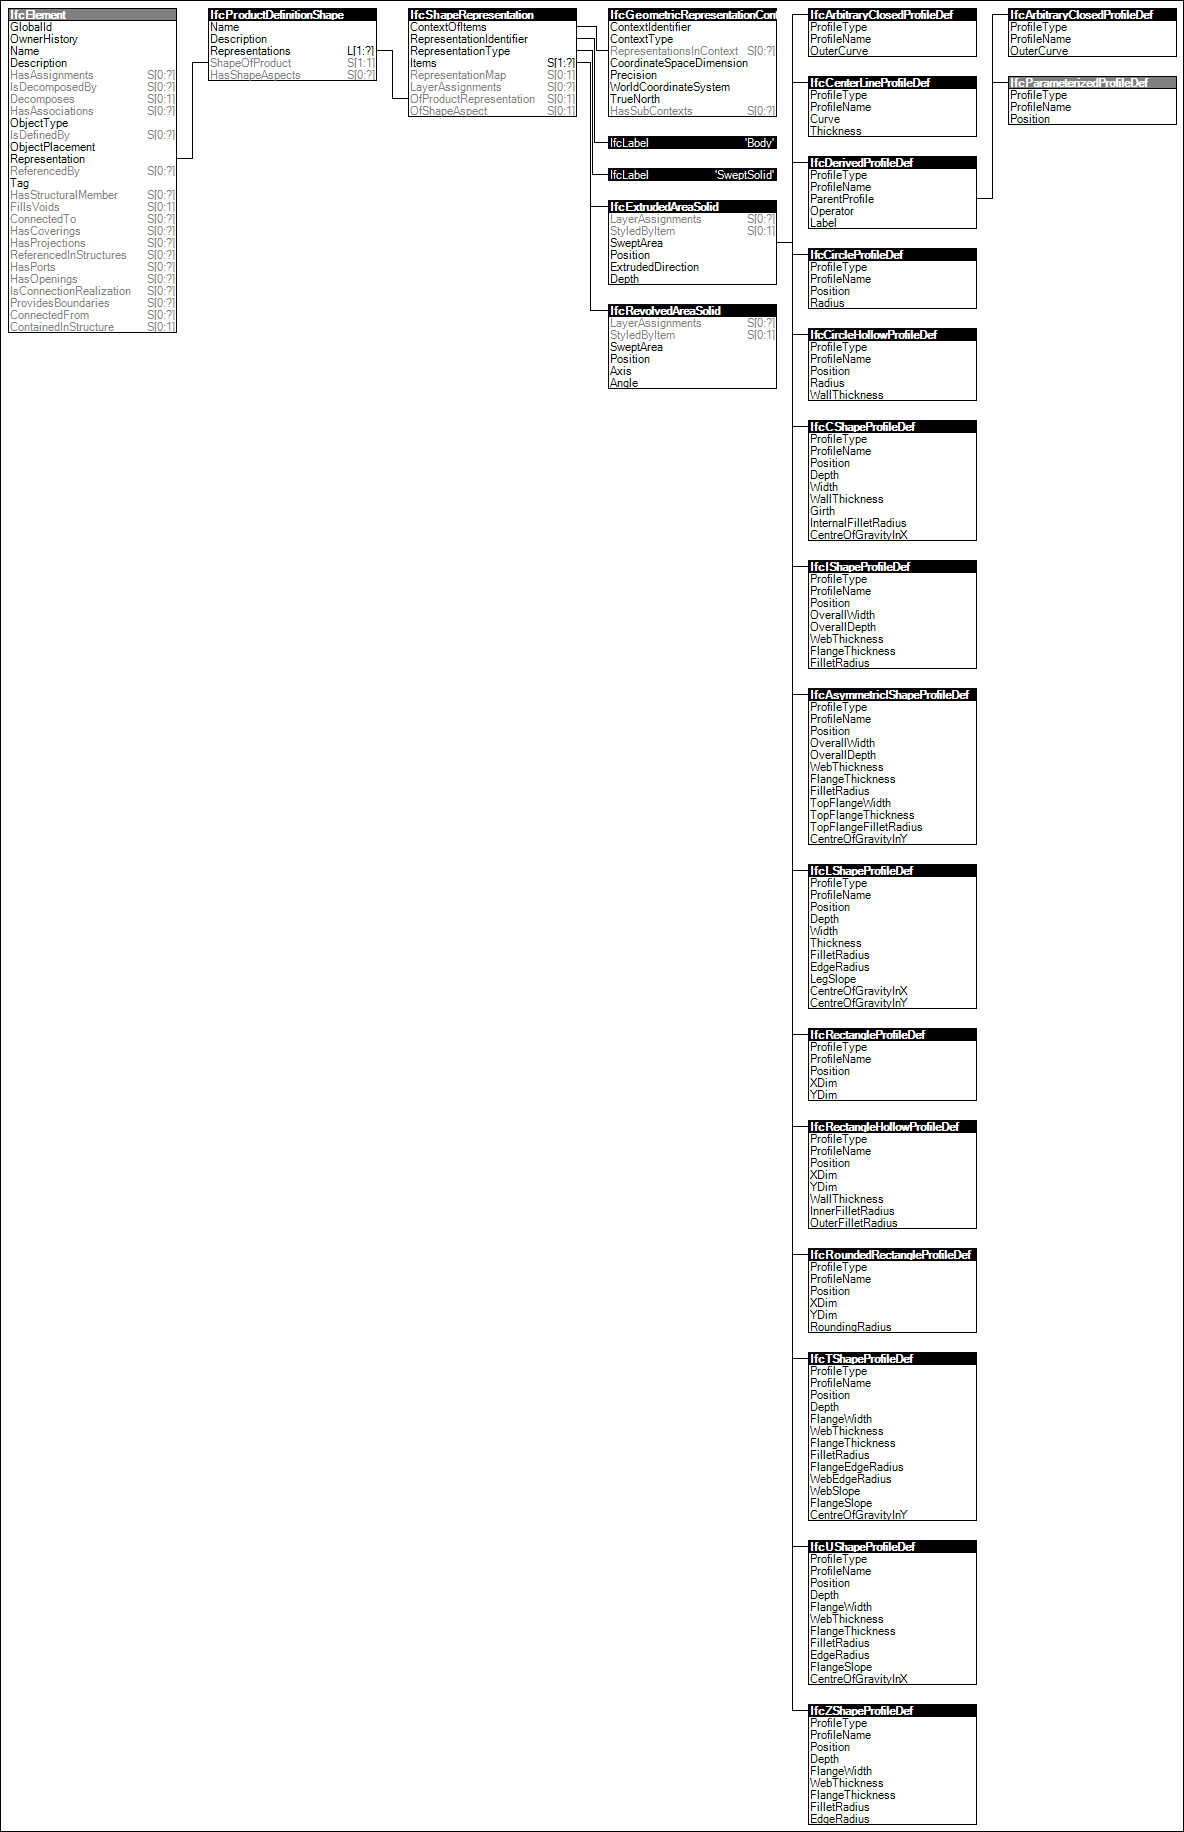 IfcElement
GlobalId
OwnerHistory
Name
Description
HasAssignments S[0:?]
IsDecomposedBy S[0:?]
Decomposes S[0:1]
HasAssociations S[0:?]
ObjectType
IsDefinedBy S[0:?]
ObjectPlacement
Representation
ReferencedBy S[0:?]
Tag
HasStructuralMember S[0:?]
FillsVoids S[0:1]
ConnectedTo S[0:?]
HasCoverings S[0:?]
HasProjections S[0:?]
ReferencedInStructures S[0:?]
HasPorts S[0:?]
HasOpenings S[0:?]
IsConnectionRealization S[0:?]
ProvidesBoundaries S[0:?]
ConnectedFrom S[0:?]
ContainedInStructure S[0:1]
IfcProductDefinitionShape
Name
Description
Representations L[1:?]
ShapeOfProduct S[1:1]
HasShapeAspects S[0:?]
IfcShapeRepresentation
ContextOfItems
RepresentationIdentifier
RepresentationType
Items S[1:?]
RepresentationMap S[0:1]
LayerAssignments S[0:?]
OfProductRepresentation S[0:1]
OfShapeAspect S[0:1]
IfcGeometricRepresentationCont
ContextIdentifier
ContextType
RepresentationsInContext S[0:?]
CoordinateSpaceDimension
Precision
WorldCoordinateSystem
TrueNorth
HasSubContexts S[0:?]
IfcLabel 'Body'
IfcLabel 'SweptSolid'
IfcExtrudedAreaSolid
LayerAssignments S[0:?]
StyledByItem S[0:1]
SweptArea
Position
ExtrudedDirection
Depth
IfcRevolvedAreaSolid
LayerAssignments S[0:?]
StyledByItem S[0:1]
SweptArea
Position
Axis
Angle
IfcArbitraryClosedProfileDef
ProfileType
ProfileName
OuterCurve
IfcCenterLineProfileDef
ProfileType
ProfileName
Curve
Thickness
IfcDerivedProfileDef
ProfileType
ProfileName
ParentProfile
Operator
Label
IfcCircleProfileDef
ProfileType
ProfileName
Position
Radius
IfcCircleHollowProfileDef
ProfileType
ProfileName
Position
Radius
WallThickness
IfcCShapeProfileDef
ProfileType
ProfileName
Position
Depth
Width
WallThickness
Girth
InternalFilletRadius
CentreOfGravityInX
IfcIShapeProfileDef
ProfileType
ProfileName
Position
OverallWidth
OverallDepth
WebThickness
FlangeThickness
FilletRadius
IfcAsymmetricIShapeProfileDef
ProfileType
ProfileName
Position
OverallWidth
OverallDepth
WebThickness
FlangeThickness
FilletRadius
TopFlangeWidth
TopFlangeThickness
TopFlangeFilletRadius
CentreOfGravityInY
IfcLShapeProfileDef
ProfileType
ProfileName
Position
Depth
Width
Thickness
FilletRadius
EdgeRadius
LegSlope
CentreOfGravityInX
CentreOfGravityInY
IfcRectangleProfileDef
ProfileType
ProfileName
Position
XDim
YDim
IfcRectangleHollowProfileDef
ProfileType
ProfileName
Position
XDim
YDim
WallThickness
InnerFilletRadius
OuterFilletRadius
IfcRoundedRectangleProfileDef
ProfileType
ProfileName
Position
XDim
YDim
RoundingRadius
IfcTShapeProfileDef
ProfileType
ProfileName
Position
Depth
FlangeWidth
WebThickness
FlangeThickness
FilletRadius
FlangeEdgeRadius
WebEdgeRadius
WebSlope
FlangeSlope
CentreOfGravityInY
IfcUShapeProfileDef
ProfileType
ProfileName
Position
Depth
FlangeWidth
WebThickness
FlangeThickness
FilletRadius
EdgeRadius
FlangeSlope
CentreOfGravityInX
IfcZShapeProfileDef
ProfileType
ProfileName
Position
Depth
FlangeWidth
WebThickness
FlangeThickness
FilletRadius
EdgeRadius
IfcArbitraryClosedProfileDef
ProfileType
ProfileName
OuterCurve
IfcParameterizedProfileDef
ProfileType
ProfileName
Position